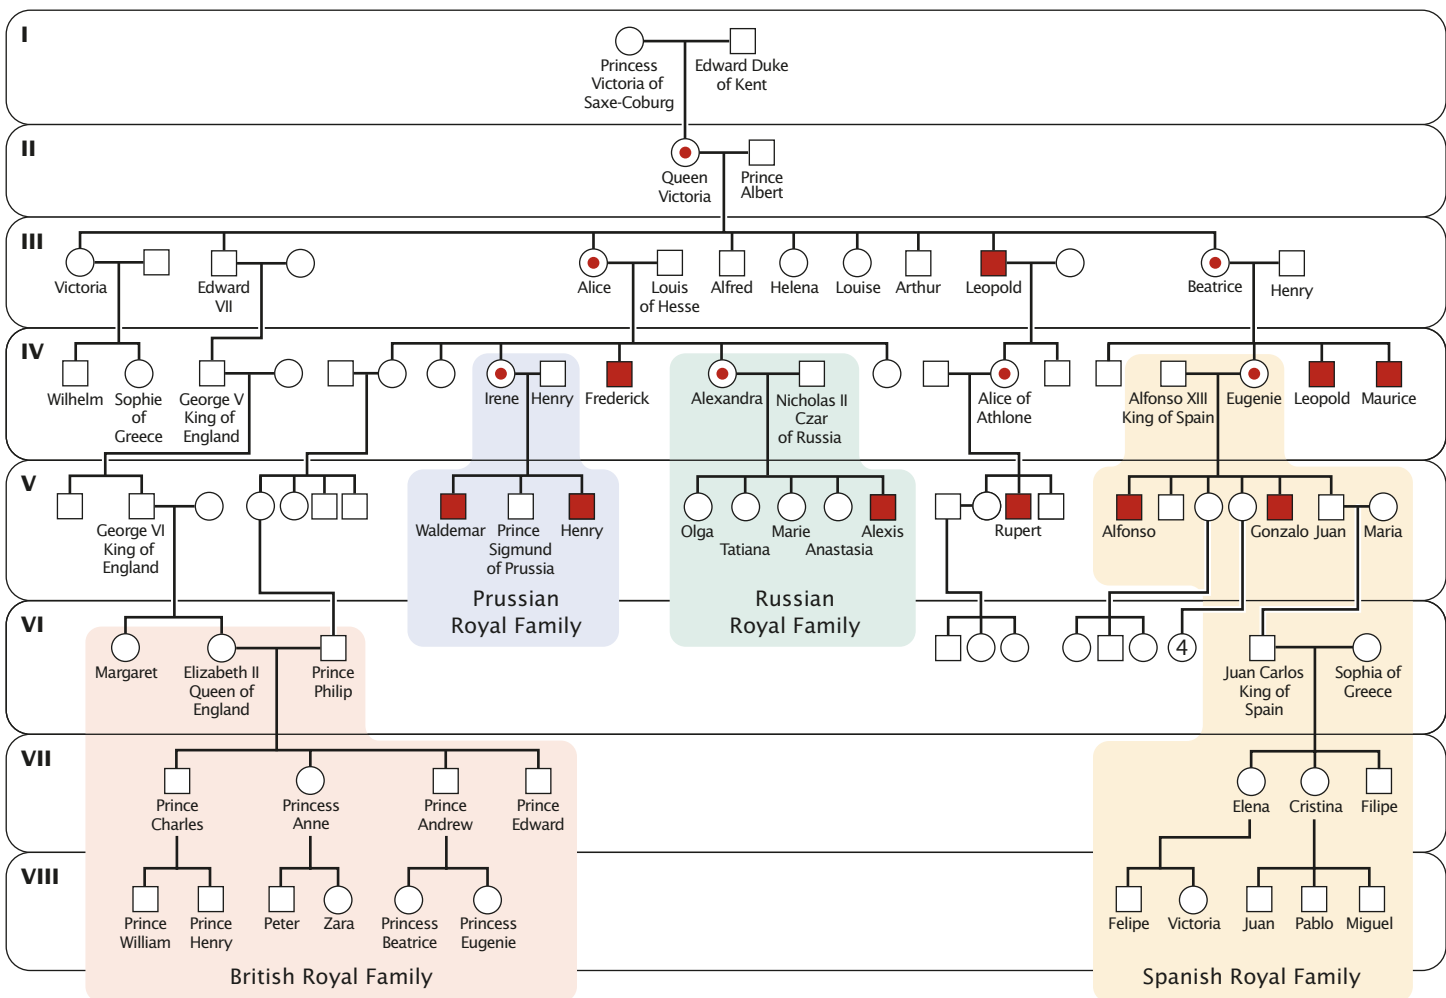 I
Princess
Victoria of
Saxe-Coburg
Edward Duke
of Kent
II
Queen
Victoria
Prince
Albert
III
Victoria
Edward
VII
Alice
Louis
of Hesse
Alfred
Helena
Louise
Arthur
Leopold
Beatrice
Henry
IV
Wilhelm
Sophie
of
Greece
George V
King of
England
Irene
Henry
Frederick
Alexandra
Nicholas II
Czar
of Russia
Alice of
Athlone
Alfonso XIII
King of Spain
Eugenie
Leopold
Maurice
V
George VI
King of
England
Waldemar
Prince
Sigmund
of Prussia
Henry
Prussian
Royal Family
Olga
Tatiana
Marie
Anastasia
Alexis
Russian
Royal Family
Rupert
Alfonso
Gonzalo
Juan
Maria
VI
Margaret
Elizabeth II
Queen of
England
Prince
Philip
4
Juan Carlos
King of
Spain
Sophia of
Greece
VII
Prince
Charles
Princess
Anne
Prince
Andrew
Prince
Edward
Elena
Cristina
Filipe
VIII
Prince
William
Prince
Henry
Peter
Zara
Princess
Beatrice
Princess
Eugenie
Felipe
Victoria
Juan
Pablo
Miguel
British Royal Family
Spanish Royal Family